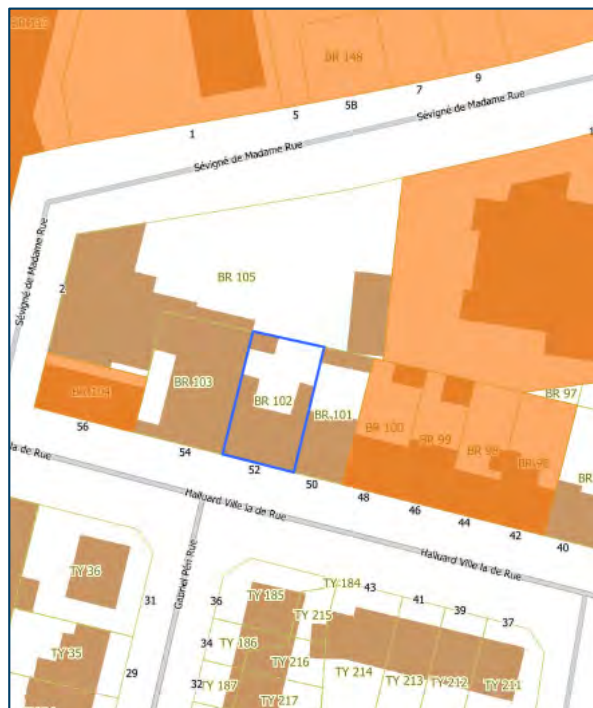 BR 148
1
5
5B
7
9
Sévigné de Madame Rue
Sévigné de Madame Rue
Sévigné de Madame Rue
2
BR 105
BR 104
BR 103
BR 102
BR 101
BR 100
BR 99
BR 98
BR 97
56
54
52
50
48
46
44
42
40
la de Rue
Halluard Ville la de Rue
Halluard Ville la de Rue
Gabriel Péri Rue
TY 36
31
TY 35
29
36
34
32
TY 185
TY 184
TY 215
TY 186
TY 216
TY 187
TY 217
43
41
39
37
TY 214
TY 213
TY 212
TY 211